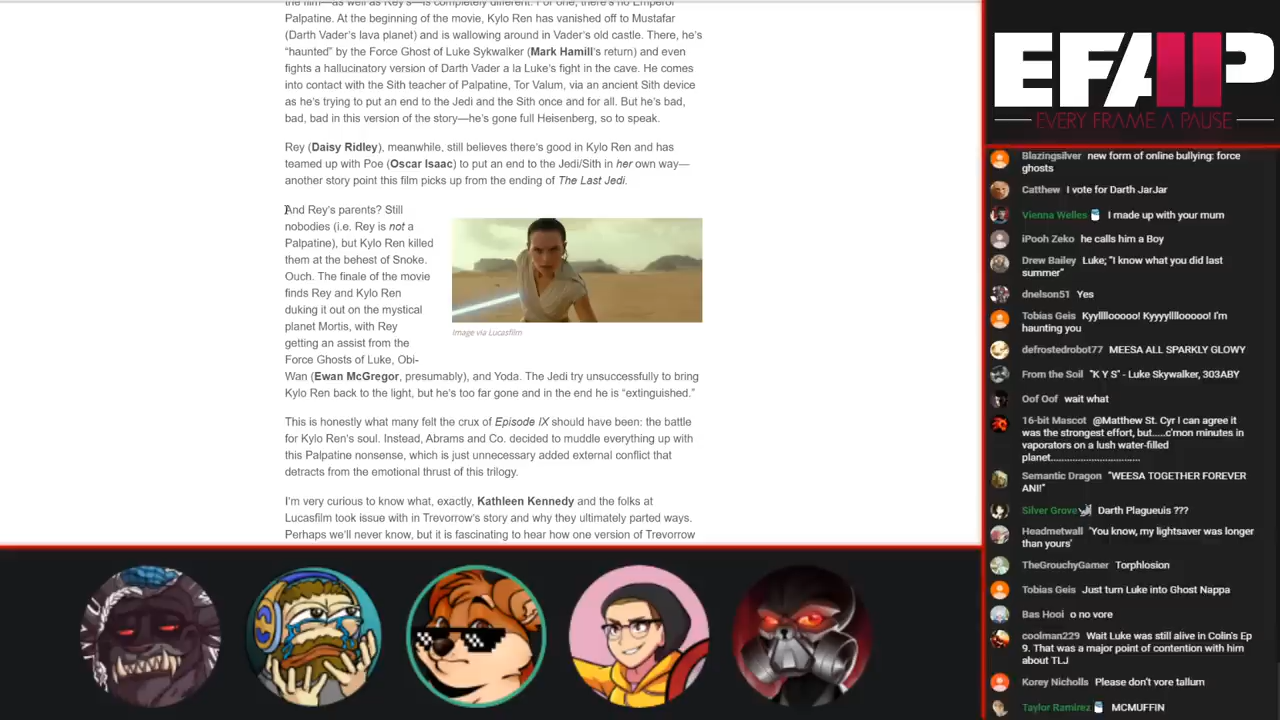 the film—as well as Rey's—is completely different. For one, there's no Emperor
Palpatine. At the beginning of the movie, Kylo Ren has vanished off to Mustafar
(Darth Vader's lava planet) and is wallowing around in Vader's old castle. There, he's
“haunted” by the Force Ghost of Luke Sykwalker (Mark Hamill's return) and even
fights a hallucinatory version of Darth Vader a la Luke's fight in the cave. He comes
into contact with the Sith teacher of Palpatine, Tor Valum, via an ancient Sith device
as he's trying to put an end to the Jedi and the Sith once and for all. But he's bad,
bad, bad in this version of the story—he's gone full Heisenberg, so to speak.
Rey (Daisy Ridley), meanwhile, still believes there's good in Kylo Ren and has
teamed up with Poe (Oscar Isaac) to put an end to the Jedi/Sith in her own way—
another story point this film picks up from the ending of The Last Jedi.
And Rey's parents? Still
nobodies (i.e. Rey is not a
Palpatine), but Kylo Ren killed
them at the behest of Snoke.
Ouch. The finale of the movie
finds Rey and Kylo Ren
duking it out on the mystical
planet Mortis, with Rey
getting an assist from the
Force Ghosts of Luke, Obi-
Wan (Ewan McGregor, presumably), and Yoda. The Jedi try unsuccessfully to bring
Kylo Ren back to the light, but he's too far gone and in the end he is “extinguished.”
Image via Lucasfilm
This is honestly what many felt the crux of Episode IX should have been: the battle
for Kylo Ren's soul. Instead, Abrams and Co. decided to muddle everything up with
this Palpatine nonsense, which is just unnecessary added external conflict that
detracts from the emotional thrust of this trilogy.
I'm very curious to know what, exactly, Kathleen Kennedy and the folks at
Lucasfilm took issue with in Trevorrow's story and why they ultimately parted ways.
Perhaps we'll never know, but it is fascinating to hear how one version of Trevorrow
EFAP
EVERY FRAME A PAUSE
Blazingsilver new form of online bullying: force
ghosts
Catthew I vote for Darth JarJar
Vienna Welles I made up with your mum
iPooh Zeko he calls him a Boy
Drew Bailey Luke; "I know what you did last
summer"
dnelson51 Yes
Tobias Geis Kyylllloooo! Kyyyyllllooooo! I'm
haunting you
defrostedrobot77 MEESA ALL SPARKLY GLOWY
From the Soil "K Y S" - Luke Skywalker, 303ABY
Oof Oof wait what
16-bit Mascot @Matthew St. Cyr I can agree it
was the strongest effort, but.....c'mon minutes in
vaporators on a lush water-filled
planet..............................
Semantic Dragon "WEESA TOGETHER FOREVER
ANI!"
Silver Grove Darth Plagueuis ???
Headmetwall 'You know, my lightsaver was longer
than yours'
TheGrouchyGamer Torphlosion
Tobias Geis Just turn Luke into Ghost Nappa
Bas Hooi o no vore
coolman229 Wait Luke was still alive in Colin's Ep
9. That was a major point of contention with him
about TLJ
Korey Nicholls Please don't vore tallum
Taylor Ramirez MCMUFFIN